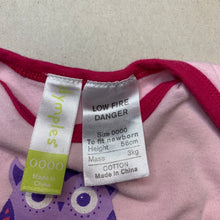 ymples
0000
Made in
China
LOW FIRE
DANGER
Size 0000
To fit newborn
Height 56cm
Mass 3kg
COTTON
Made in China